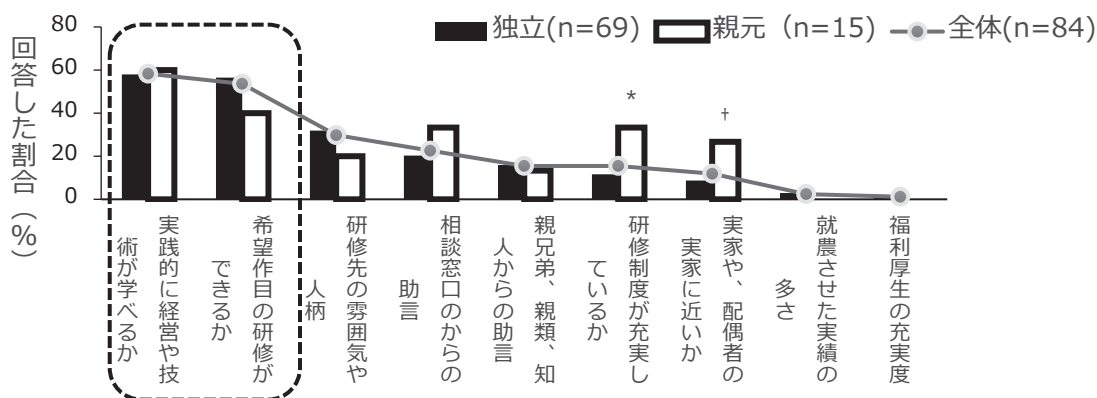 回答した割合（%）
80
60
40
20
0
独立(n=69)
親元（n=15）
全体(n=84)
*
†
実践的に経営や技
術が学べるか
希望作目の研修が
できるか
研修先の雰囲気や
人柄
相談窓口のからの
助言
親兄弟、親類、知
人からの助言
研修制度が充実し
ているか
実家や、配偶者の
実家に近いか
就農させた実績の
多さ
福利厚生の充実度